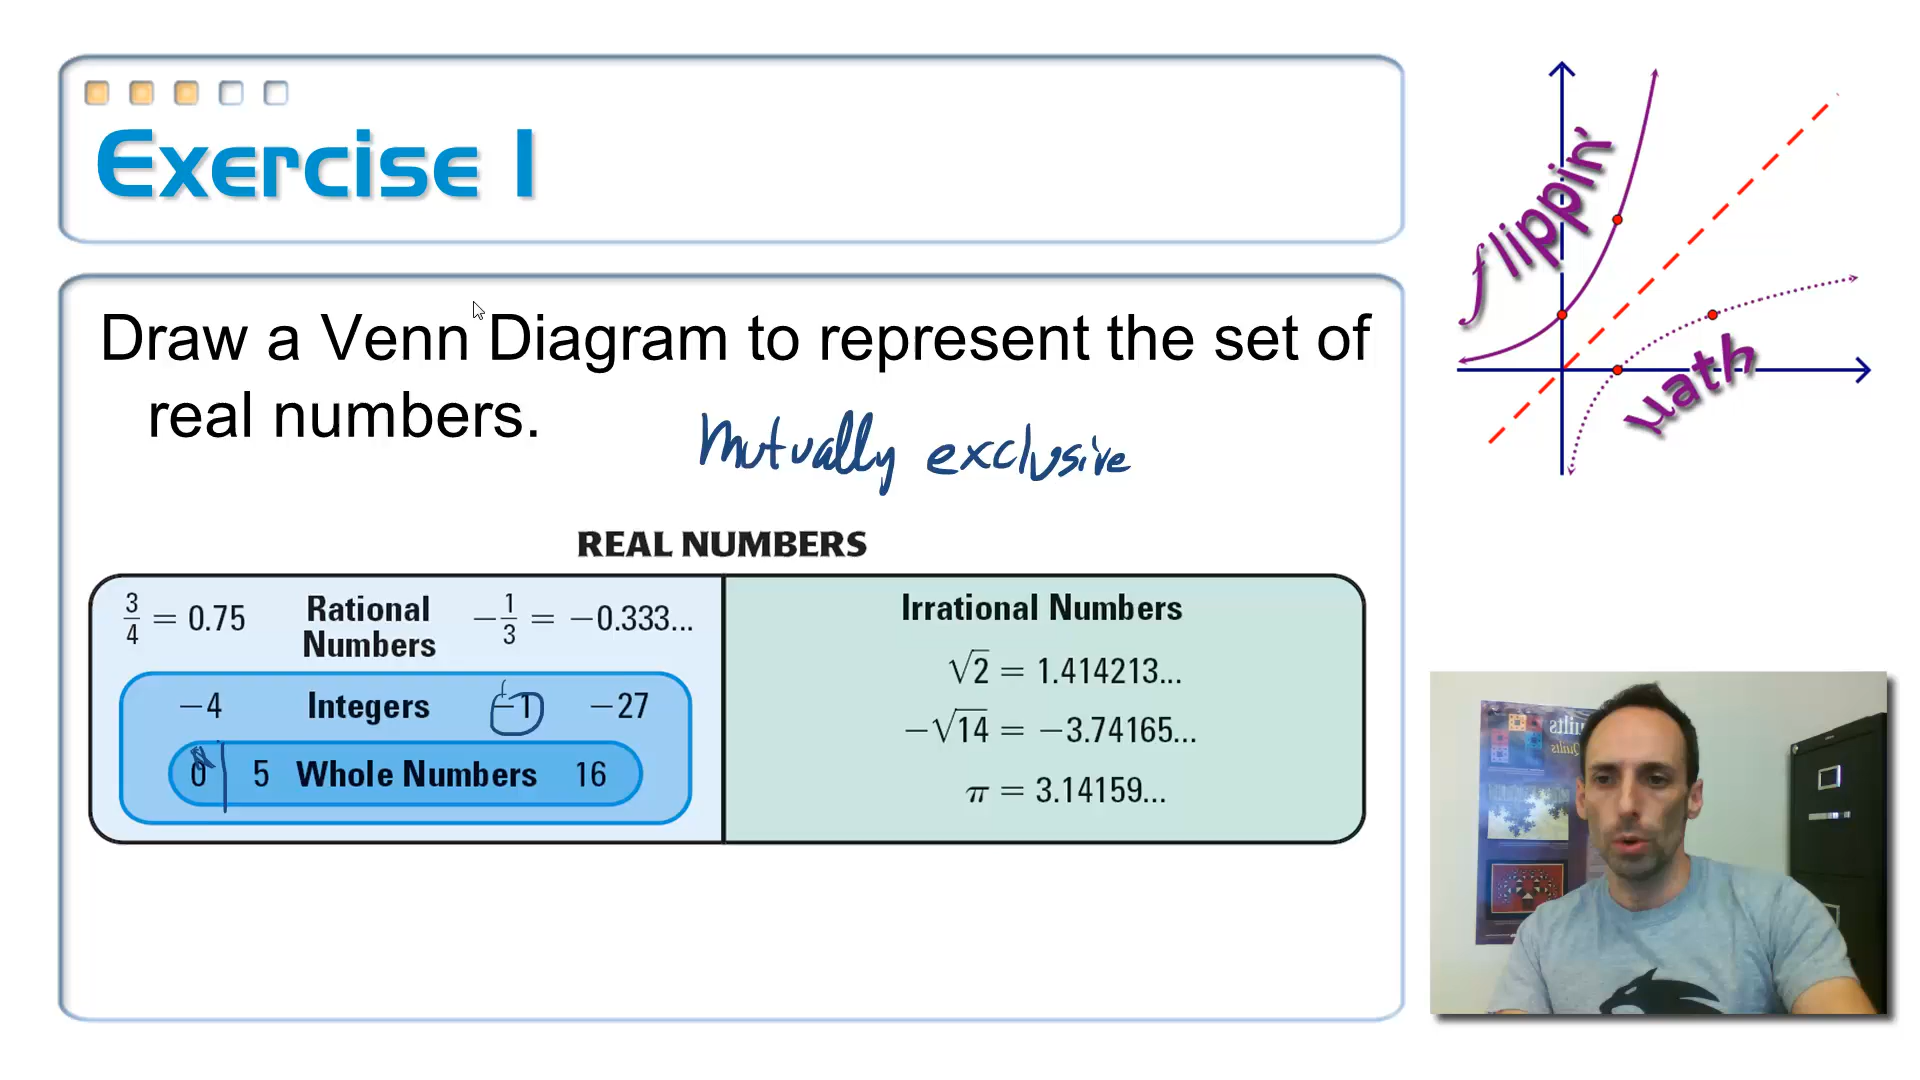 Exercise 1
Draw a Venn Diagram to represent the set of
real numbers.
Mutually exclusive
REAL NUMBERS
3/4 = 0.75 Rational Numbers −1/3 = −0.333...
−4 Integers −1 −27
0 5 Whole Numbers 16
Irrational Numbers
√2 = 1.414213...
−√14 = −3.74165...
π = 3.14159...
flippin'
math
Quilts